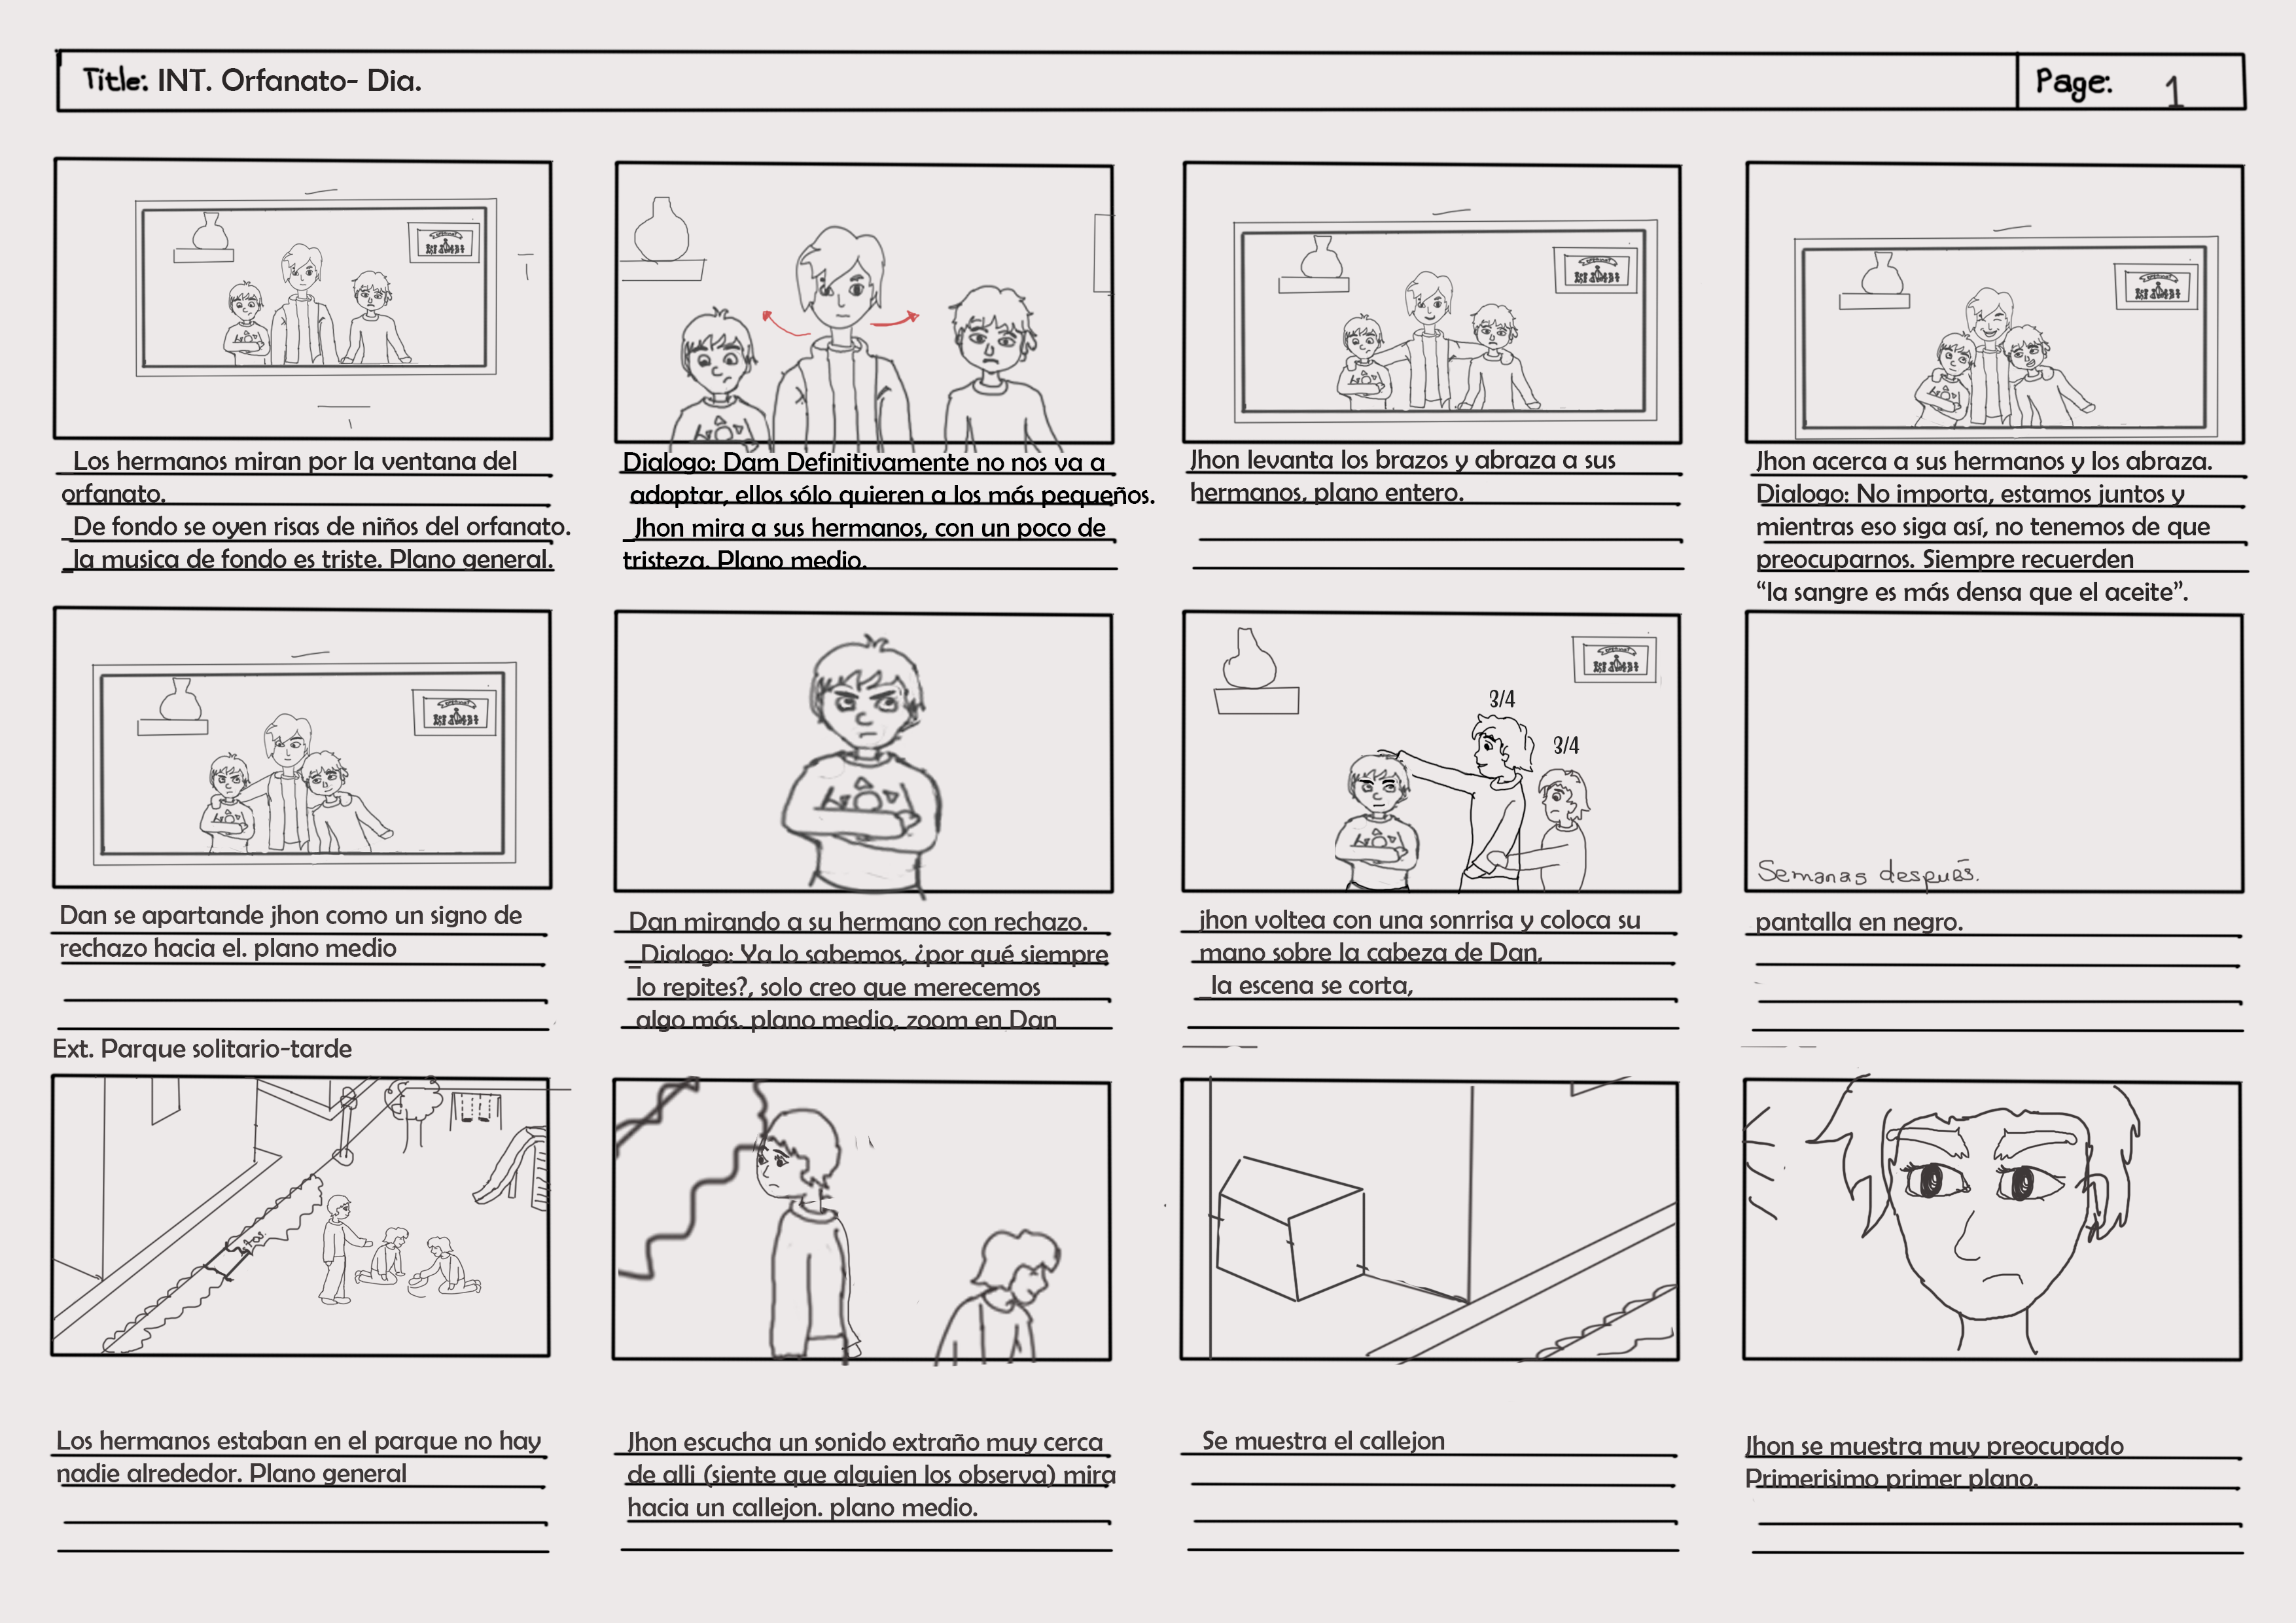 Title: INT. Orfanato- Dia.
Page: 1
_Los hermanos miran por la ventana del
orfanato.
_De fondo se oyen risas de niños del orfanato.
_la musica de fondo es triste. Plano general.
Dialogo: Dam Definitivamente no nos va a
adoptar, ellos sólo quieren a los más pequeños.
_Jhon mira a sus hermanos, con un poco de
tristeza. Plano medio.
Jhon levanta los brazos y abraza a sus
hermanos, plano entero.
Jhon acerca a sus hermanos y los abraza.
Dialogo: No importa, estamos juntos y
mientras eso siga así, no tenemos de que
preocuparnos. Siempre recuerden
“la sangre es más densa que el aceite”.
3/4
3/4
Semanas después.
Dan se apartande jhon como un signo de
rechazo hacia el. plano medio
Dan mirando a su hermano con rechazo.
_Dialogo: Ya lo sabemos, ¿por qué siempre
lo repites?, solo creo que merecemos
algo más. plano medio, zoom en Dan
jhon voltea con una sonrrisa y coloca su
mano sobre la cabeza de Dan,
_la escena se corta,
pantalla en negro.
Ext. Parque solitario-tarde
Los hermanos estaban en el parque no hay
nadie alrededor. Plano general
Jhon escucha un sonido extraño muy cerca
de alli (siente que alguien los observa) mira
hacia un callejon. plano medio.
Se muestra el callejon
Jhon se muestra muy preocupado
Primerisimo primer plano.